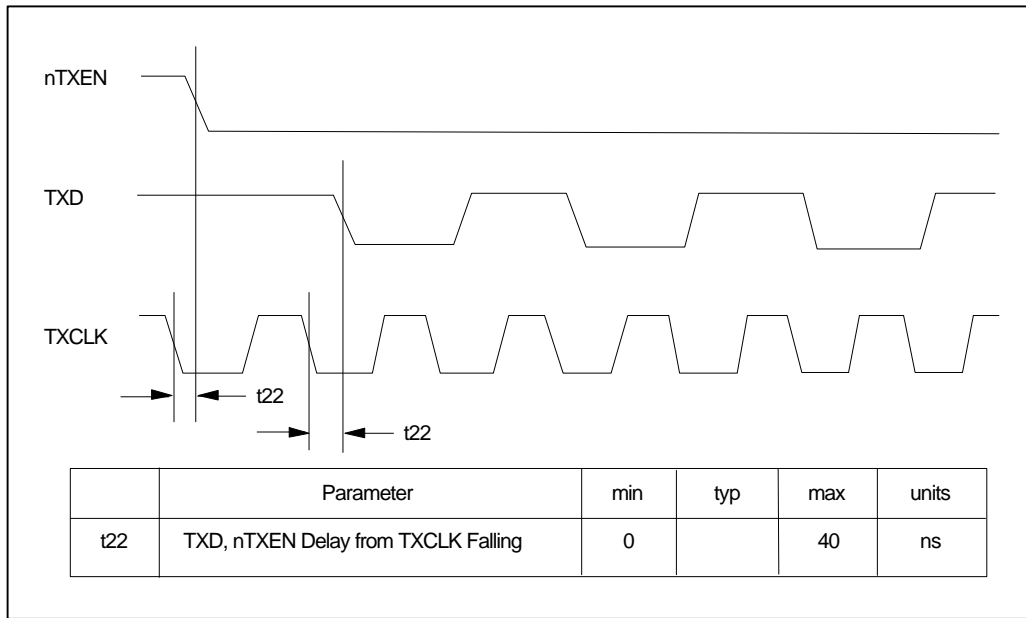 nTXEN
TXD
TXCLK
t22
t22
Parameter min typ max units
t22 TXD, nTXEN Delay from TXCLK Falling 0 40 ns